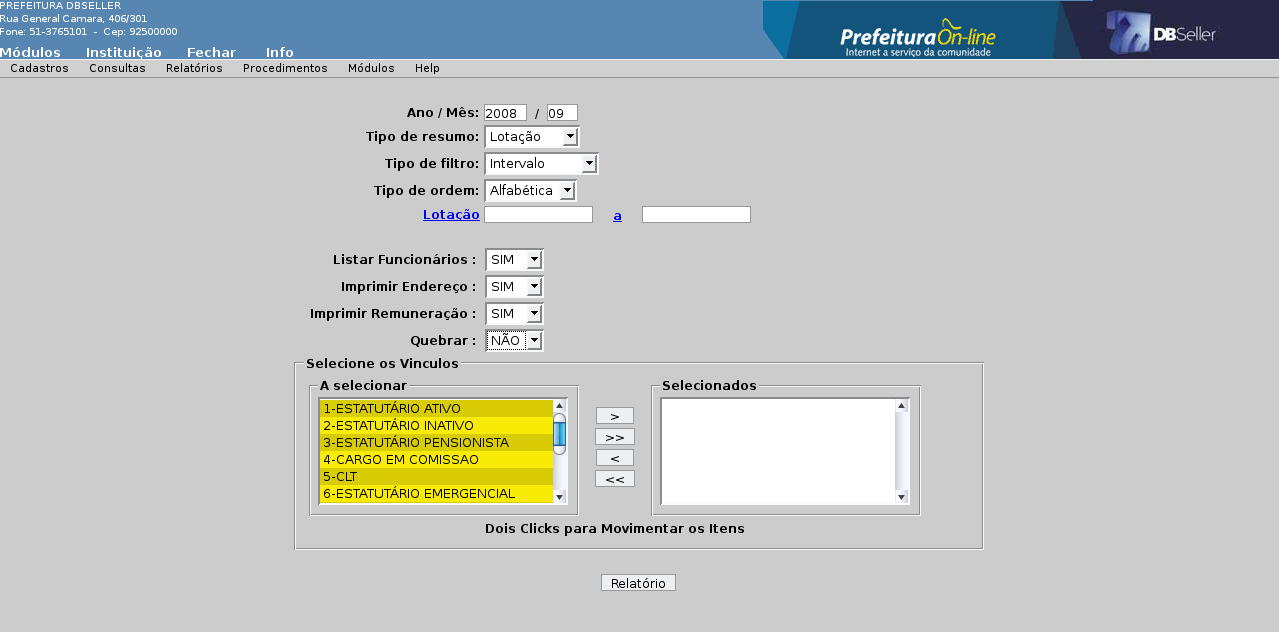 PREFEITURA DBSELLER
Rua General Camara, 406/301
Fone: 51-3765101 - Cep: 92500000
Módulos Instituição Fechar Info
PrefeituraOn-line
Internet a serviço da comunidade
DBSeller
Cadastros Consultas Relatórios Procedimentos Módulos Help
Ano / Mês: 2008 / 09
Tipo de resumo: Lotação
Tipo de filtro: Intervalo
Tipo de ordem: Alfabética
Lotação a
Listar Funcionários : SIM
Imprimir Endereço : SIM
Imprimir Remuneração : SIM
Quebrar : NÃO
Selecione os Vinculos
A selecionar
1-ESTATUTÁRIO ATIVO
2-ESTATUTÁRIO INATIVO
3-ESTATUTÁRIO PENSIONISTA
4-CARGO EM COMISSAO
5-CLT
6-ESTATUTÁRIO EMERGENCIAL
>
>>
<
<<
Selecionados
Dois Clicks para Movimentar os Itens
Relatório